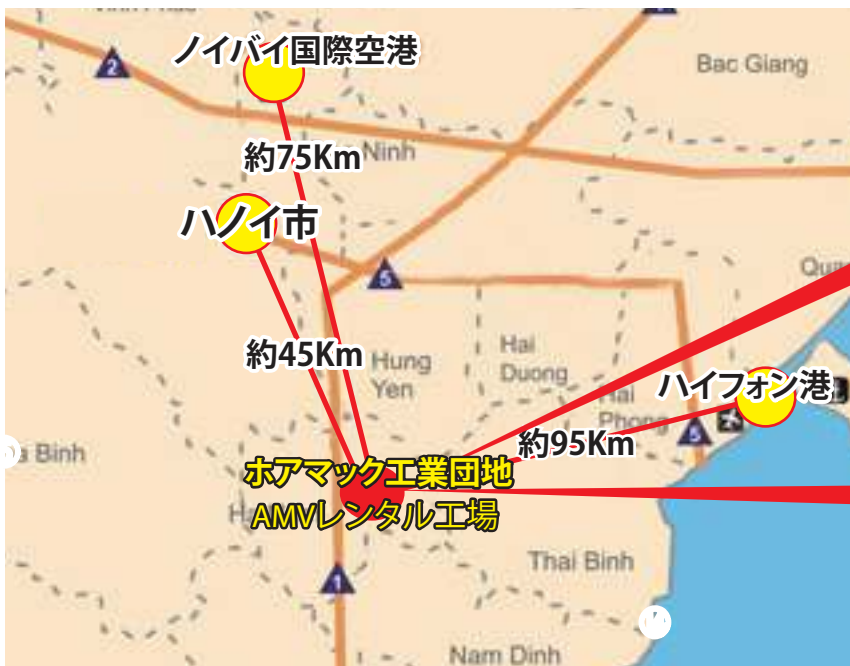 ノイバイ国際空港
2
Bac Giang
約75Km
Ninh
ハノイ市
5
約45Km
Hung
Yen
Hai
Duong
ハイフォン港
Hai
Phong
5
約95Km
Binh
ホアマック工業団地
AMVレンタル工場
Thai Binh
1
Nam Dinh